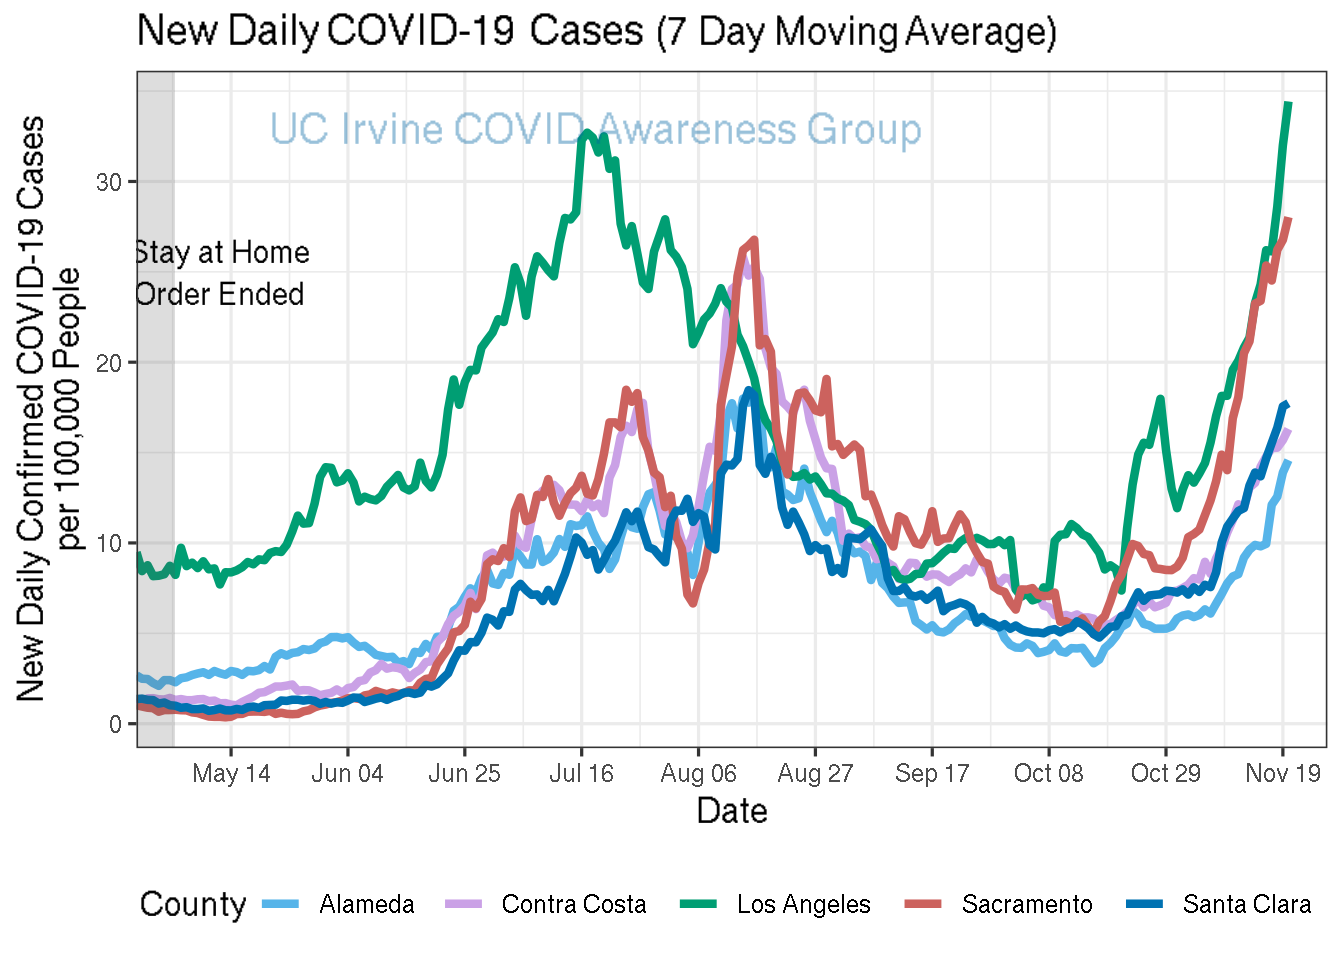 New Daily COVID-19 Cases (7 Day Moving Average)
UC Irvine COVID Awareness Group
Stay at Home
Order Ended
New Daily Confirmed COVID-19 Cases
per 100,000 People
30
20
10
0
May 14 Jun 04 Jun 25 Jul 16 Aug 06 Aug 27 Sep 17 Oct 08 Oct 29 Nov 19
Date
County Alameda Contra Costa Los Angeles Sacramento Santa Clara